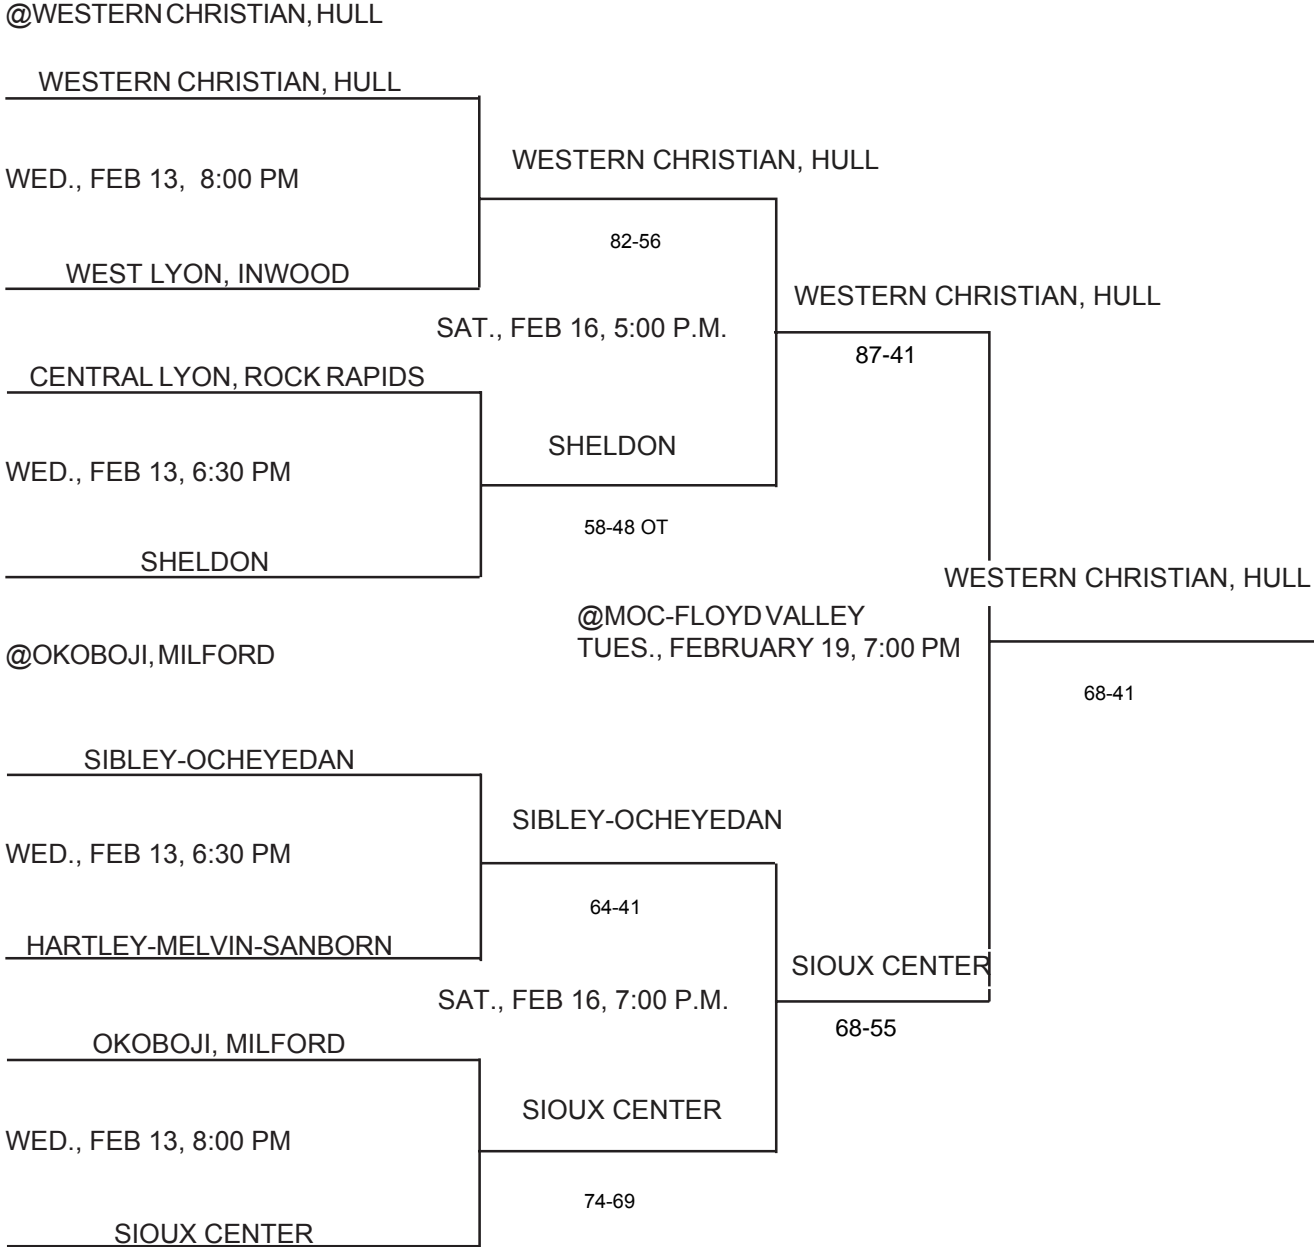 @WESTERN CHRISTIAN, HULL
WESTERN CHRISTIAN, HULL
WESTERN CHRISTIAN, HULL
WED., FEB 13, 8:00 PM
82-56
WEST LYON, INWOOD
WESTERN CHRISTIAN, HULL
SAT., FEB 16, 5:00 P.M.
87-41
CENTRAL LYON, ROCK RAPIDS
SHELDON
WED., FEB 13, 6:30 PM
58-48 OT
SHELDON
WESTERN CHRISTIAN, HULL
@MOC-FLOYD VALLEY
TUES., FEBRUARY 19, 7:00 PM
@OKOBOJI, MILFORD
68-41
SIBLEY-OCHEYEDAN
SIBLEY-OCHEYEDAN
WED., FEB 13, 6:30 PM
64-41
HARTLEY-MELVIN-SANBORN
SIOUX CENTER
SAT., FEB 16, 7:00 P.M.
68-55
OKOBOJI, MILFORD
SIOUX CENTER
WED., FEB 13, 8:00 PM
74-69
SIOUX CENTER